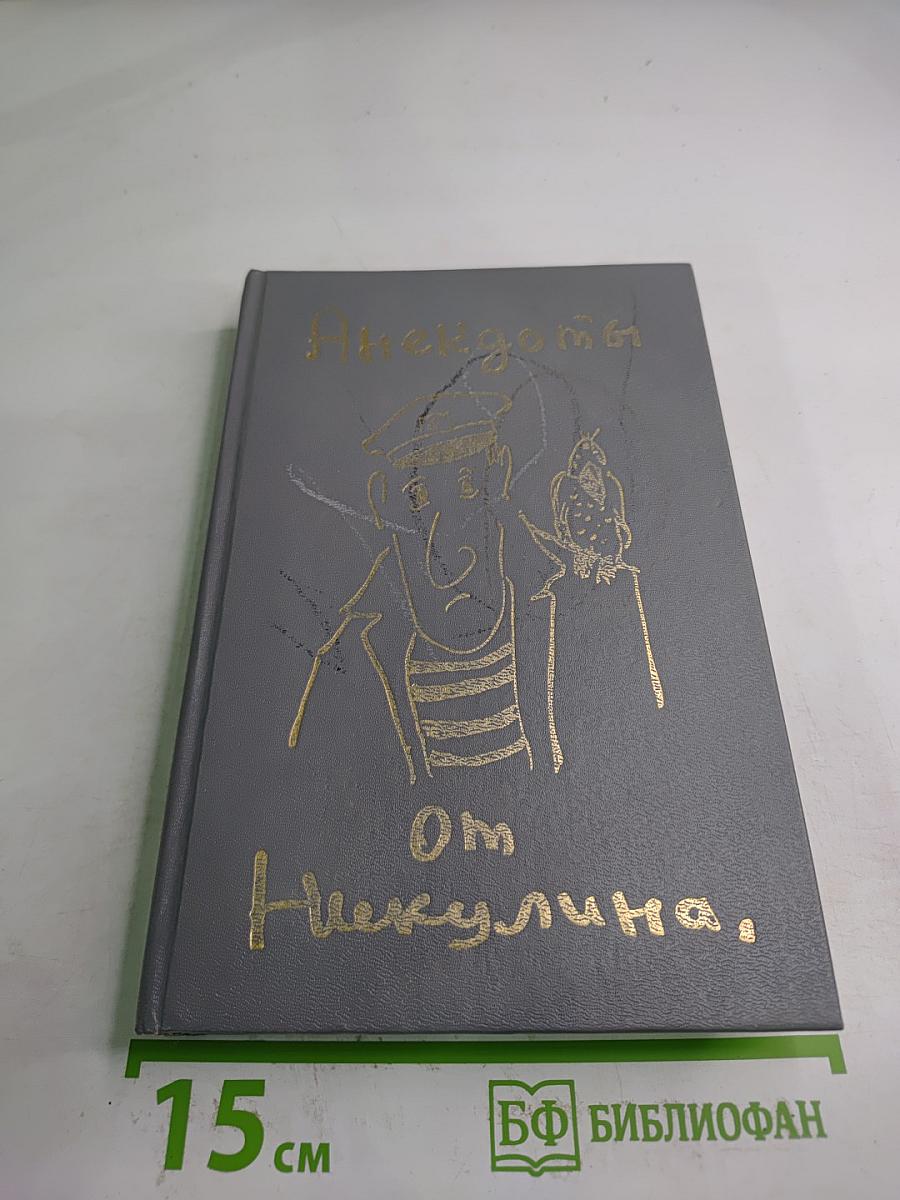 Анекдоты
от
Никулина,
15 см
БФ БИБЛИОФАН